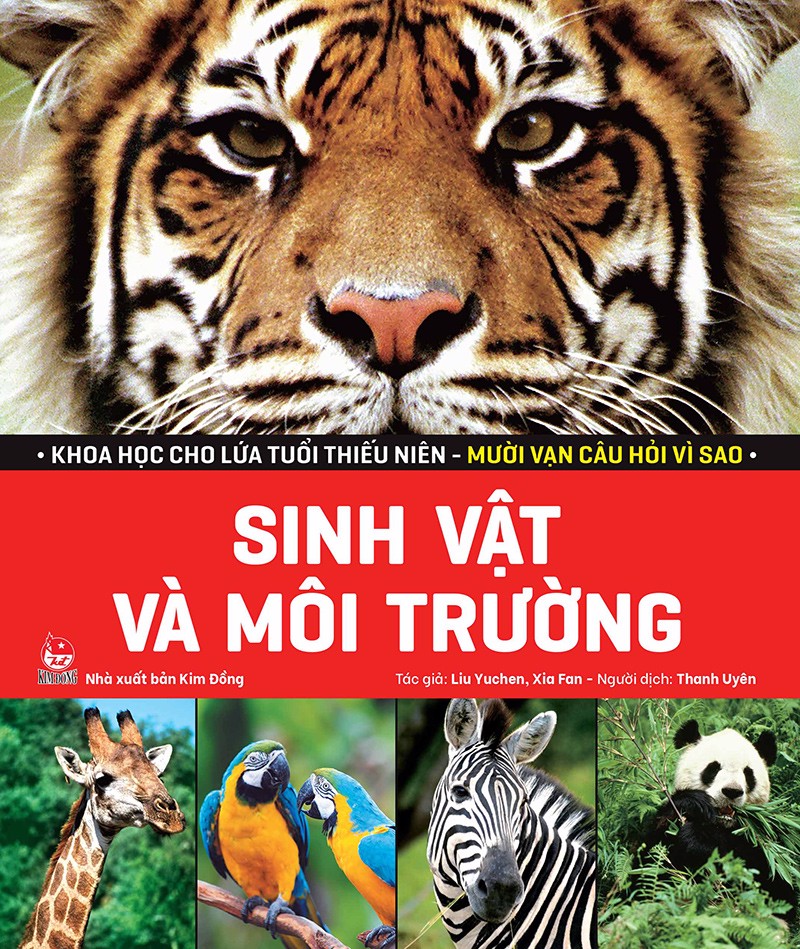 • KHOA HỌC CHO LỨA TUỔI THIẾU NIÊN - MƯỜI VẠN CÂU HỎI VÌ SAO •
SINH VẬT
VÀ MÔI TRƯỜNG
KIM ĐỒNG
Nhà xuất bản Kim Đồng
Tác giả: Liu Yuchen, Xia Fan - Người dịch: Thanh Uyên